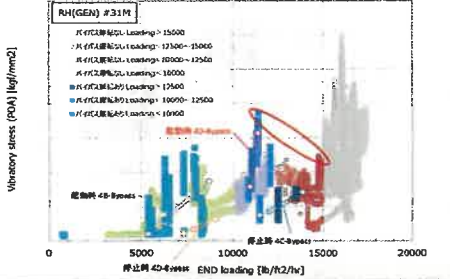 RH(GEN) #31M
バイパス運転なし Loading > 15000
バイパス運転なし Loading= 12500~15000
バイパス運転なし Loading= 10000~12500
バイパス運転なし Loading < 10000
バイパス運転あり Loading > 12500
バイパス運転あり Loading= 10000~12500
バイパス運転あり Loading < 10000
起動時 4D-Bypass
起動時 4B-Bypass
停止時 4C-Bypass
停止時 4D-Bypass
Vibratory stress (POA) [kgf/mm2]
0 5000 10000 15000 20000
END loading [lb/ft2/hr]